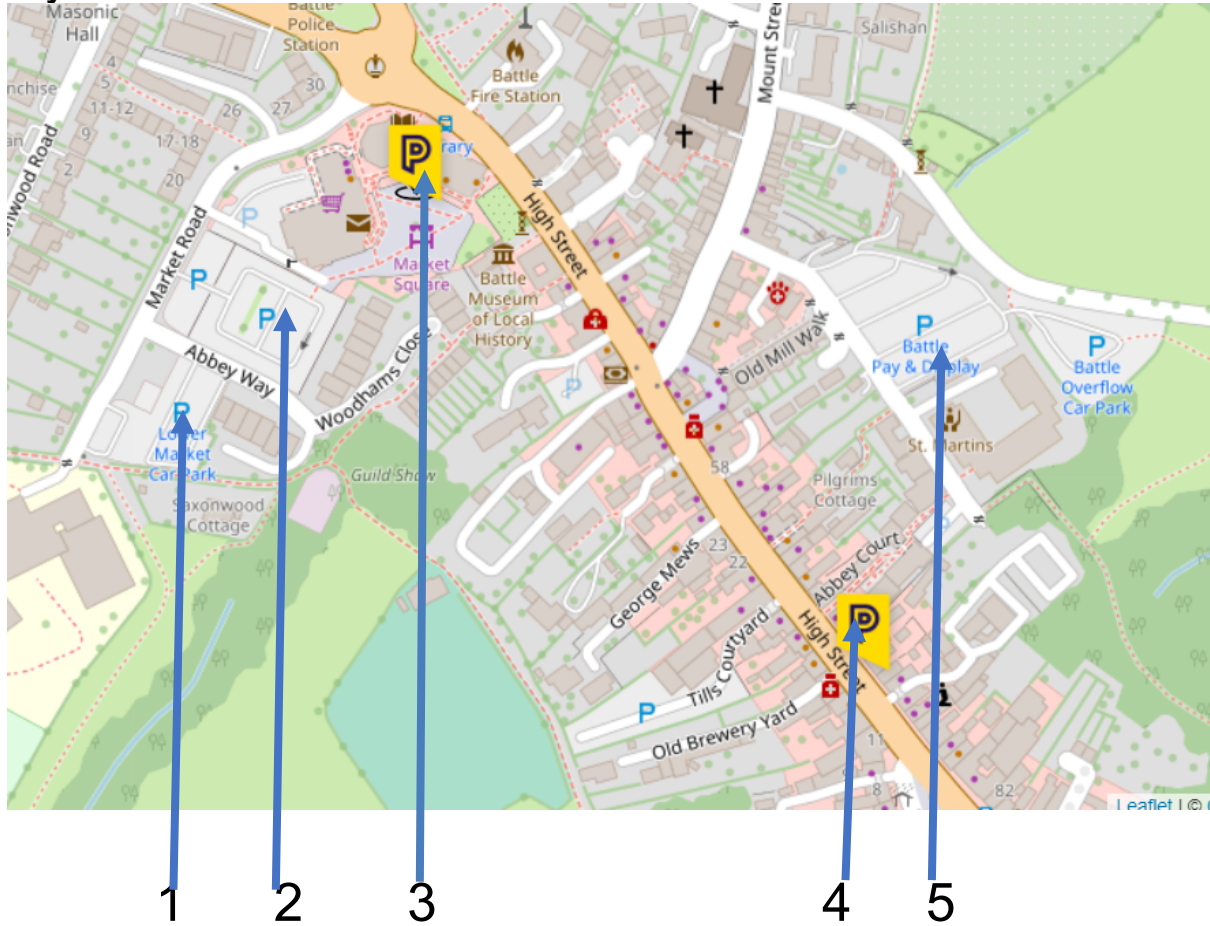 Masonic
Hall
Battle
Police
Station
Salishan
Mount Stree
Battle
Fire Station
nchise
11-12
4
5
9
2
30
26
27
17-18
20
rary
Market Road
High Street
Market
Square
Battle
Museum
of Local
History
Abbey Way
Woodhams Close
Old Mill Walk
Battle
Pay & Display
Battle
Overflow
Car Park
St. Martins
Lower
Market
Car Park
Guild Shaw
Saxonwood
Cottage
58
Pilgrims
Cottage
23
22
George Mews
Abbey Court
High Street
Tills Courtyard
Old Brewery Yard
11
8
82
Leaflet | ©
1
2
3
4
5